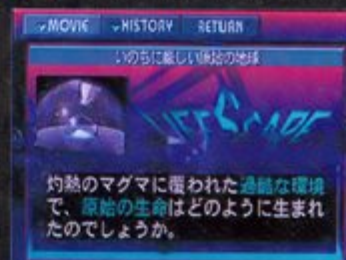 MOVIE HISTORY RETURN
いのちに厳しい原始の地球
LIFESCAPE
灼熱のマグマに覆われた過酷な環境
で、原始の生命はどのように生まれ
たのでしょうか。